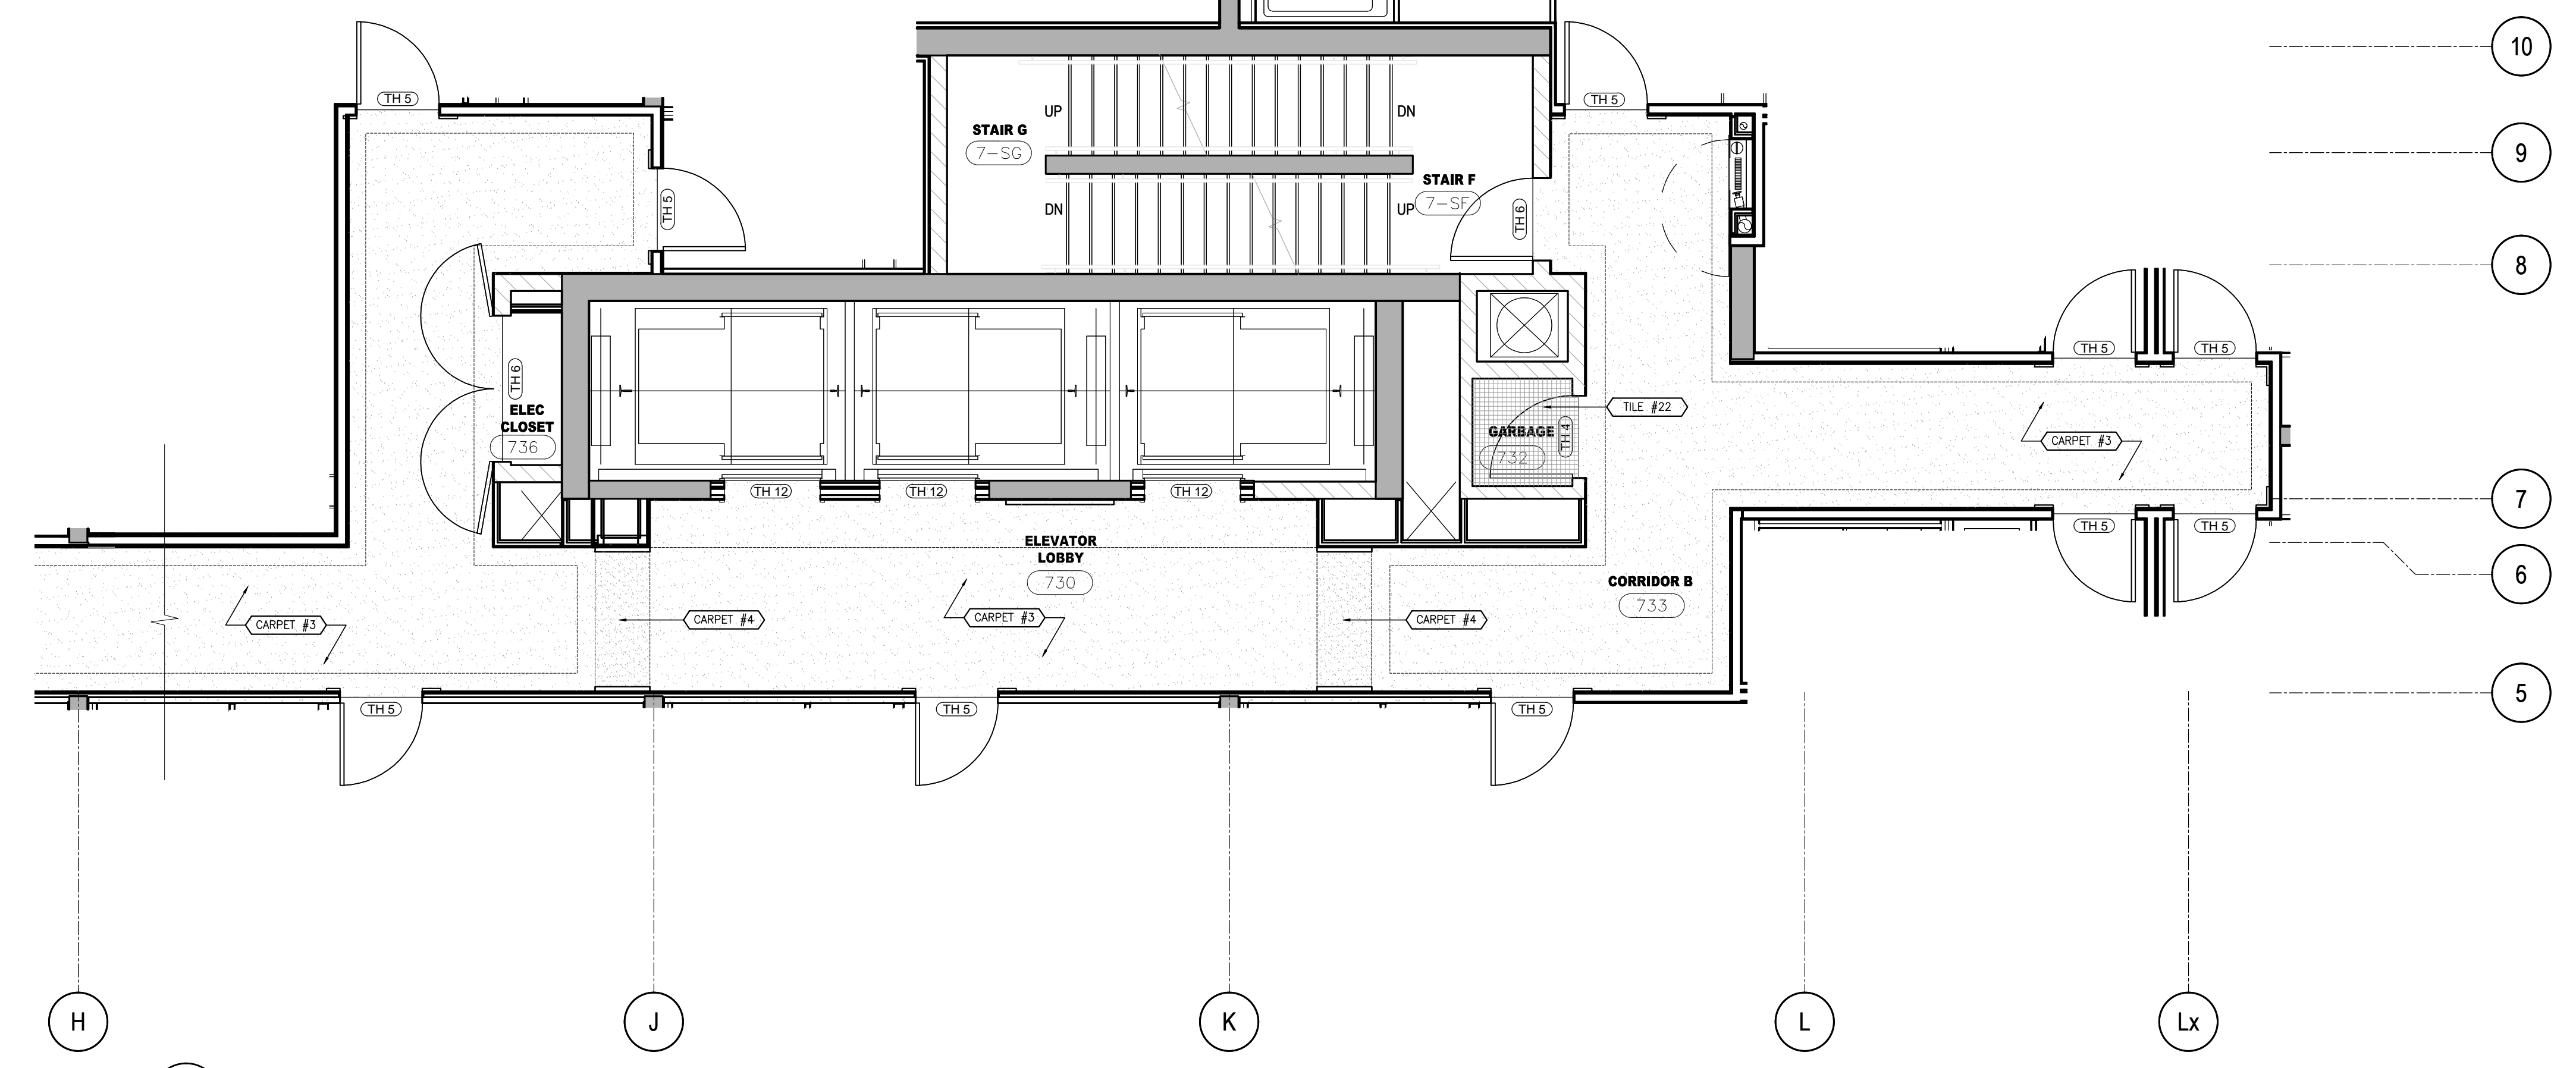 10
TH 5
TH 5
UP
DN
STAIR G
7-SG
9
STAIR F
7-SF
TH 5
DN
UP
TH 6
8
TH 5
TH 5
TH 6
ELEC
CLOSET
736
TILE #22
GARBAGE
732
TH 4
CARPET #3
TH 12
TH 12
TH 12
7
TH 5
TH 5
ELEVATOR
LOBBY
730
6
CORRIDOR B
733
CARPET #3
CARPET #4
CARPET #3
CARPET #4
5
TH 5
TH 5
TH 5
H
J
K
L
Lx